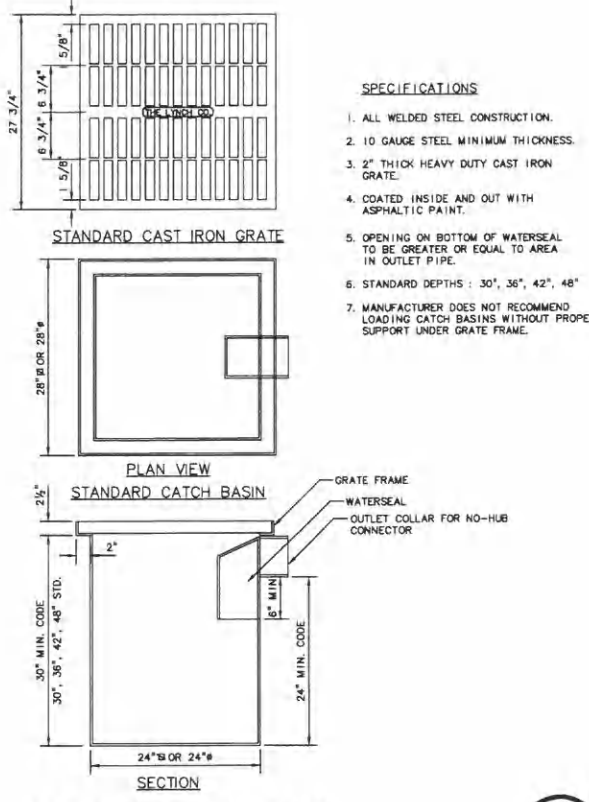 27 3/4"
5/8"
6 3/4"
6 3/4"
1 5/8"
THE LYNCH CO.
STANDARD CAST IRON GRATE
SPECIFICATIONS
1. ALL WELDED STEEL CONSTRUCTION.
2. 10 GAUGE STEEL MINIMUM THICKNESS.
3. 2" THICK HEAVY DUTY CAST IRON
GRATE.
4. COATED INSIDE AND OUT WITH
ASPHALTIC PAINT.
5. OPENING ON BOTTOM OF WATERSEAL
TO BE GREATER OR EQUAL TO AREA
IN OUTLET PIPE.
6. STANDARD DEPTHS : 30", 36", 42", 48"
7. MANUFACTURER DOES NOT RECOMMEND
LOADING CATCH BASINS WITHOUT PROPE
SUPPORT UNDER GRATE FRAME.
28"⌀ OR 28"⌀
PLAN VIEW
STANDARD CATCH BASIN
2½"
2"
GRATE FRAME
WATERSEAL
OUTLET COLLAR FOR NO-HUB
CONNECTOR
6" MIN
30" MIN. CODE
30", 36", 42", 48" STD.
24" MIN. CODE
24" OR 24"⌀
SECTION